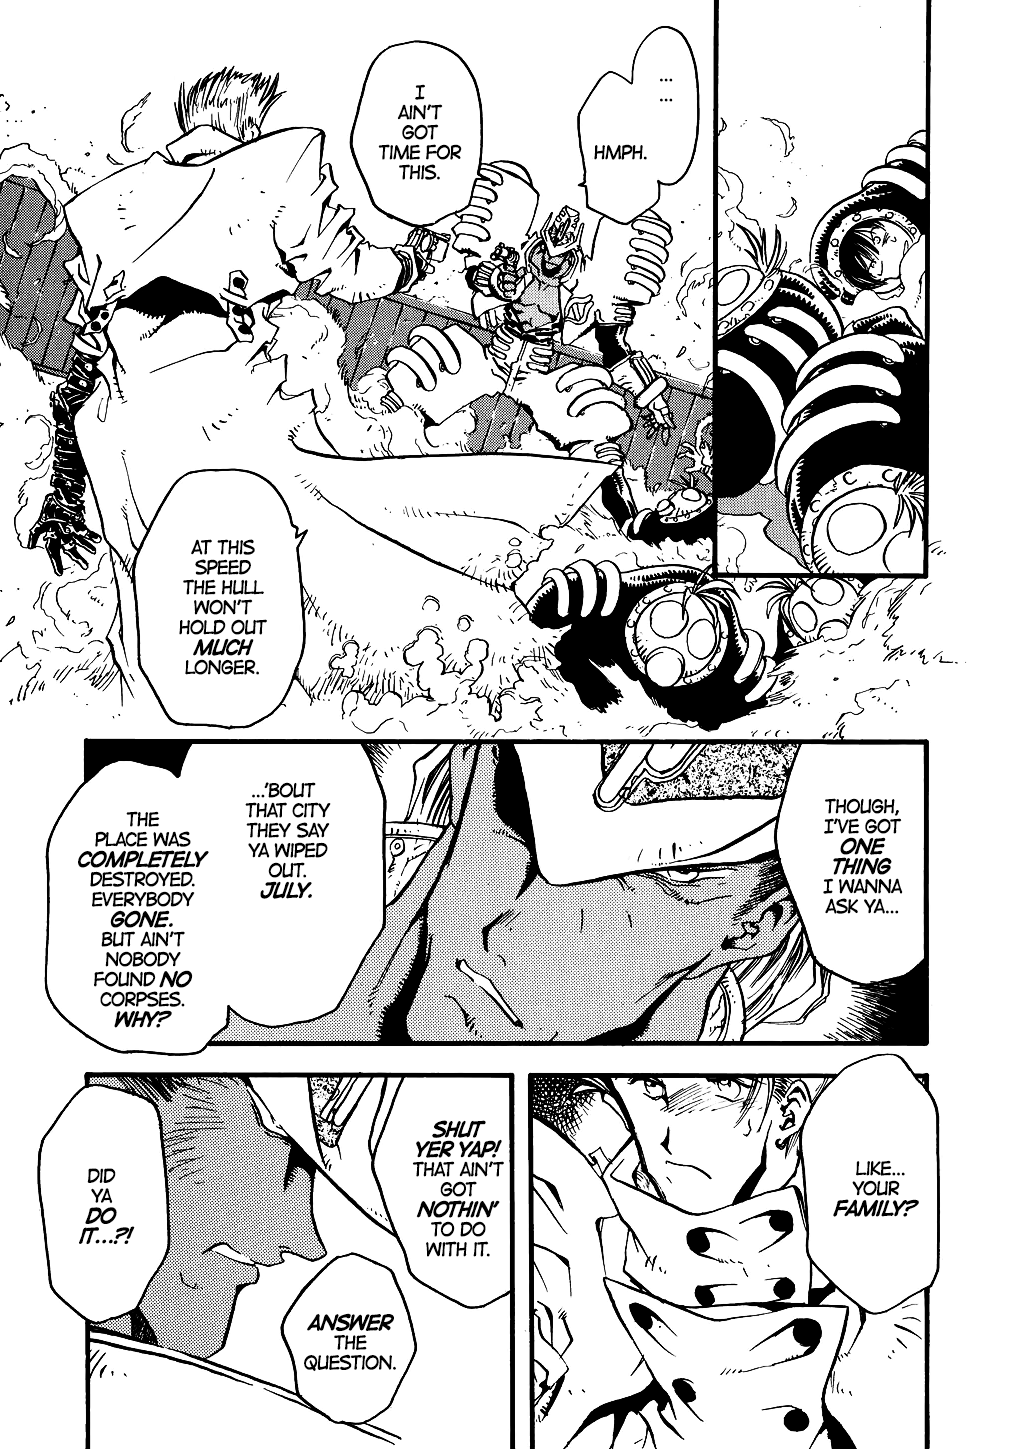 ...
...
HMPH.
I
AIN'T
GOT
TIME FOR
THIS.
AT THIS
SPEED
THE HULL
WON'T
HOLD OUT
MUCH
LONGER.
THOUGH,
I'VE GOT
ONE
THING
I WANNA
ASK YA...
...'BOUT
THAT CITY
THEY SAY
YA WIPED
OUT.
JULY.
THE
PLACE WAS
COMPLETELY
DESTROYED.
EVERYBODY
GONE.
BUT AIN'T
NOBODY
FOUND NO
CORPSES.
WHY?
LIKE...
YOUR
FAMILY?
SHUT
YER YAP!
THAT AIN'T
GOT
NOTHIN'
TO DO
WITH IT.
ANSWER
THE
QUESTION.
DID
YA
DO
IT...?!